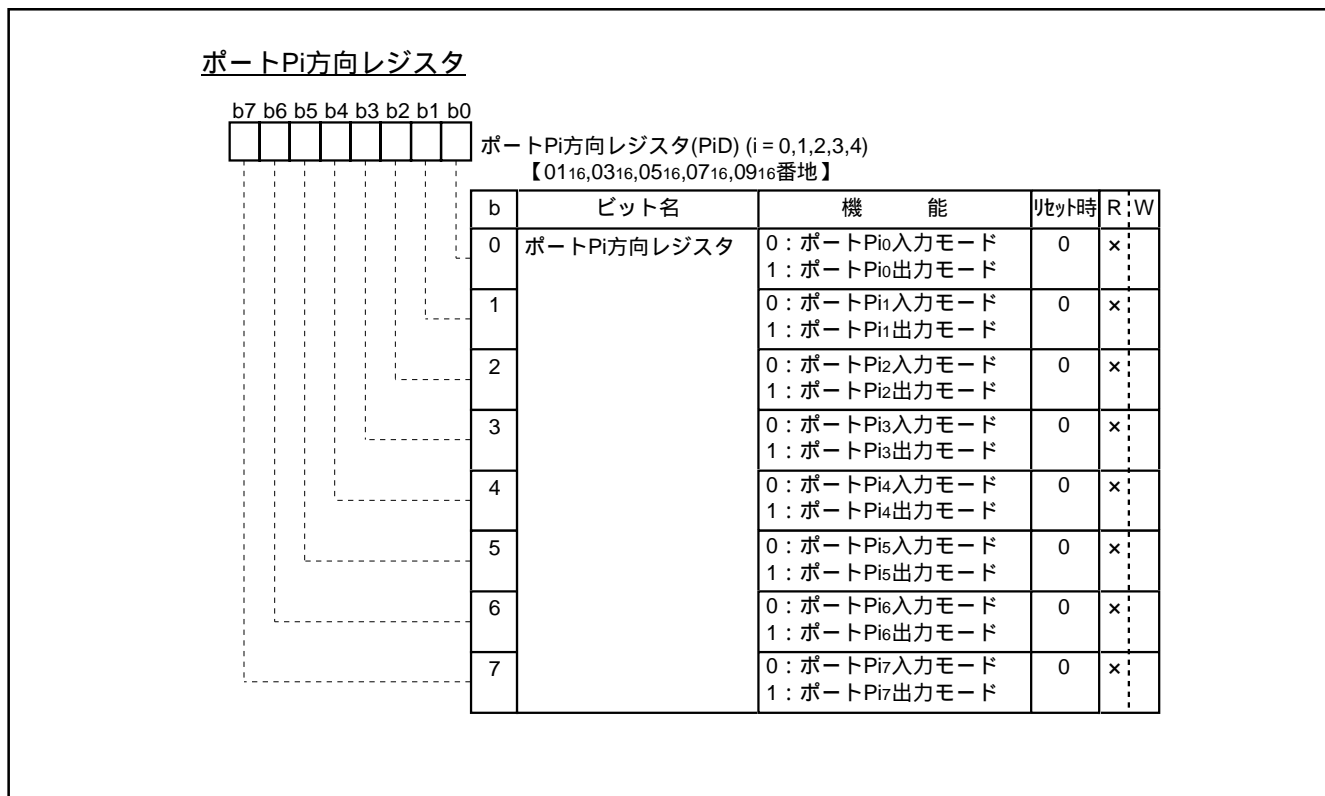 ポートPi方向レジスタ
b7 b6 b5 b4 b3 b2 b1 b0
ポートPi方向レジスタ(PiD) (i = 0,1,2,3,4)
【0116,0316,0516,0716,0916番地】
b ビット名 機 能 ﾘｾｯﾄ時 R W
0 ポートPi方向レジスタ 0：ポートPi0入力モード 0 ×
1：ポートPi0出力モード
1 0：ポートPi1入力モード 0 ×
1：ポートPi1出力モード
2 0：ポートPi2入力モード 0 ×
1：ポートPi2出力モード
3 0：ポートPi3入力モード 0 ×
1：ポートPi3出力モード
4 0：ポートPi4入力モード 0 ×
1：ポートPi4出力モード
5 0：ポートPi5入力モード 0 ×
1：ポートPi5出力モード
6 0：ポートPi6入力モード 0 ×
1：ポートPi6出力モード
7 0：ポートPi7入力モード 0 ×
1：ポートPi7出力モード